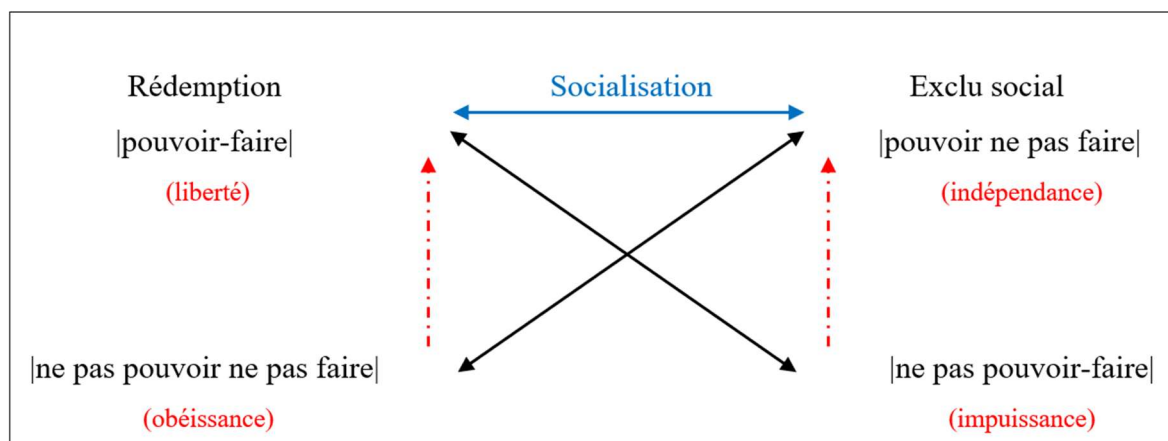 Rédemption
Socialisation
Exclu social
|pouvoir-faire|
|pouvoir ne pas faire|
(liberté)
(indépendance)
|ne pas pouvoir ne pas faire|
|ne pas pouvoir-faire|
(obéissance)
(impuissance)